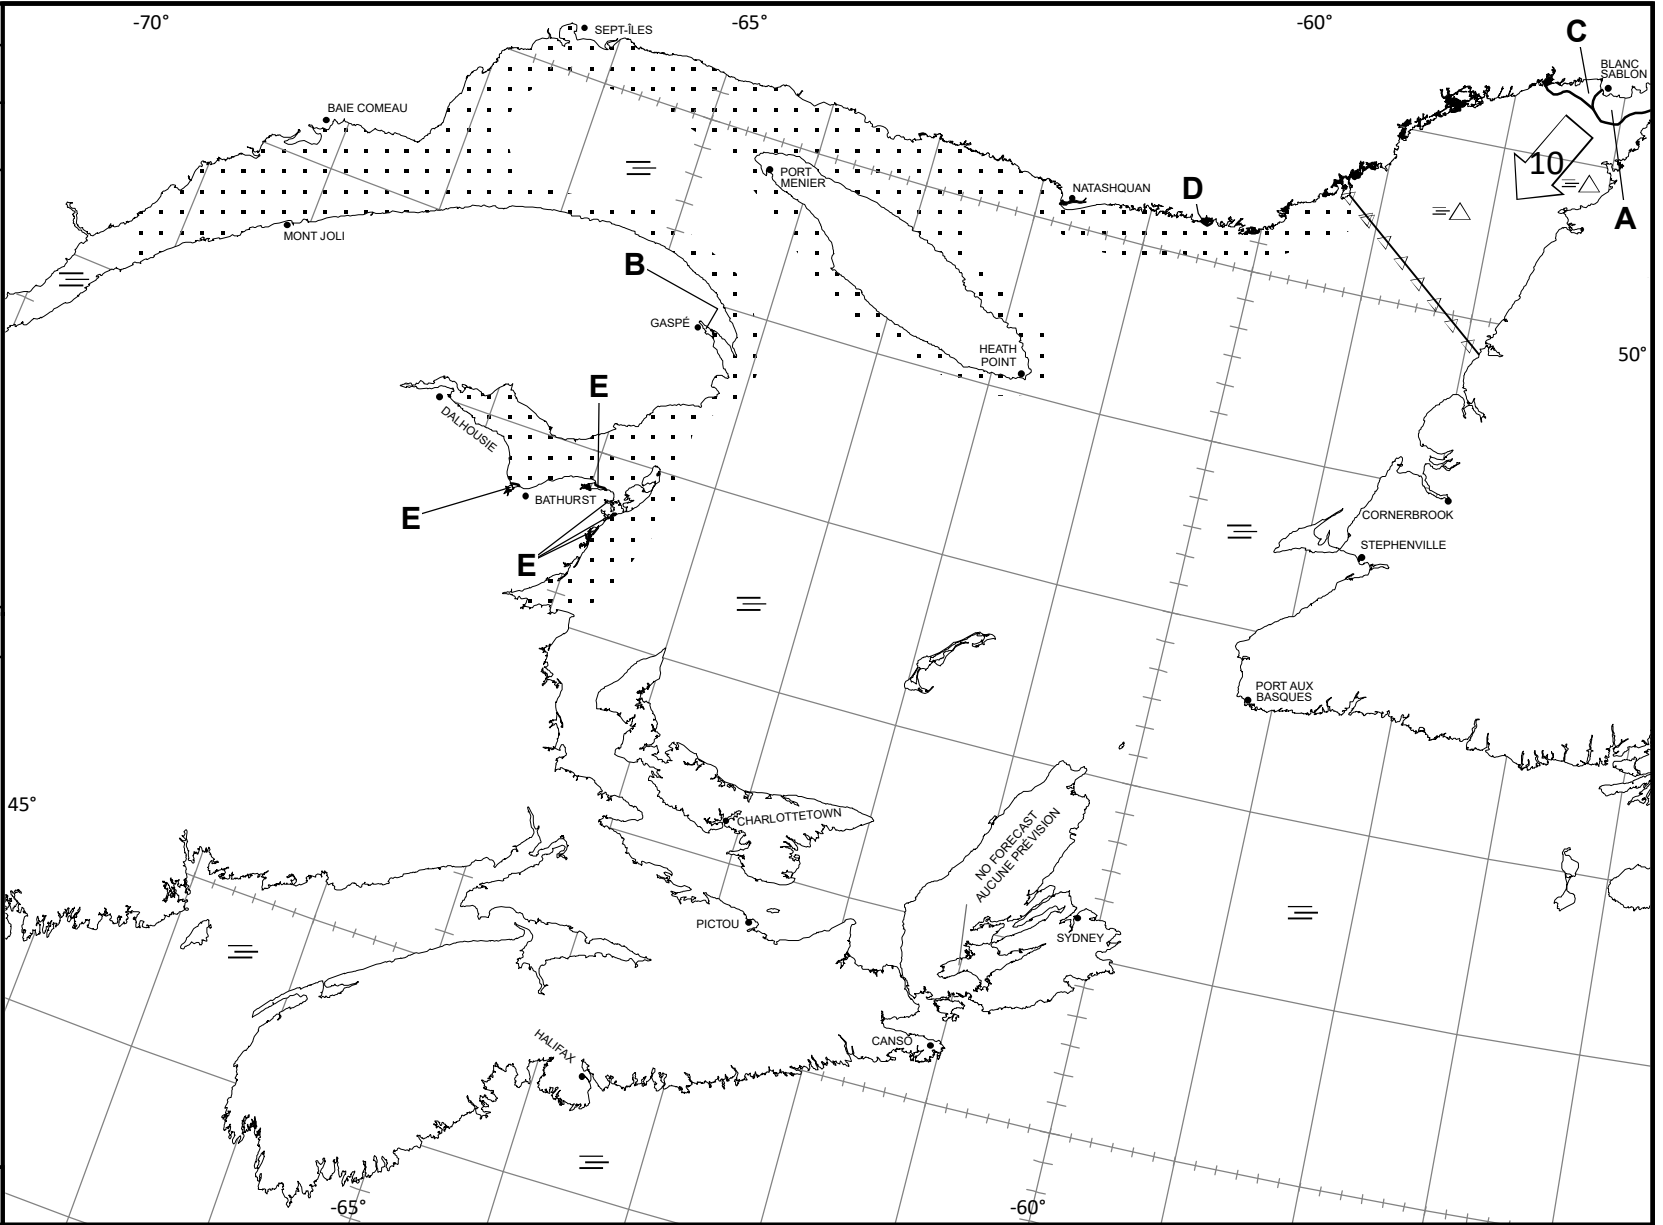 -70°
-65°
-60°
C
SEPT-ÎLES
BLANC
SABLON
BAIE COMEAU
10
PORT
MENIER
NATASHQUAN
D
A
MONT JOLI
B
GASPÉ
HEATH
POINT
50°
E
DALHOUSIE
E
BATHURST
CORNERBROOK
STEPHENVILLE
E
PORT AUX
BASQUES
45°
CHARLOTTETOWN
NO FORECAST
AUCUNE PRÉVISION
PICTOU
SYDNEY
CANSO
HALIFAX
-65°
-60°